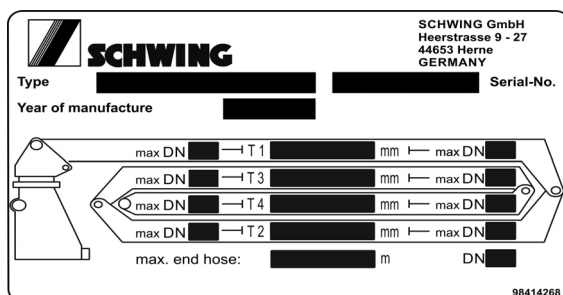 SCHWING
SCHWING GmbH
Heerstrasse 9 - 27
44653 Herne
GERMANY
Type Serial-No.
Year of manufacture
max DN T1 mm max DN
max DN T3 mm max DN
max DN T4 mm max DN
max DN T2 mm max DN
max. end hose: m DN
98414268